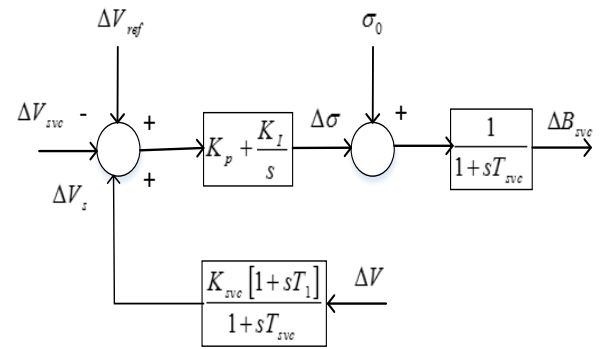 ΔV_ref
σ_0
ΔV_svc - + Δσ + ΔB_svc
K_p + K_I/s
1/(1+sT_svc)
+
ΔV_s
K_svc [1+sT_1]/(1+sT_svc)
ΔV